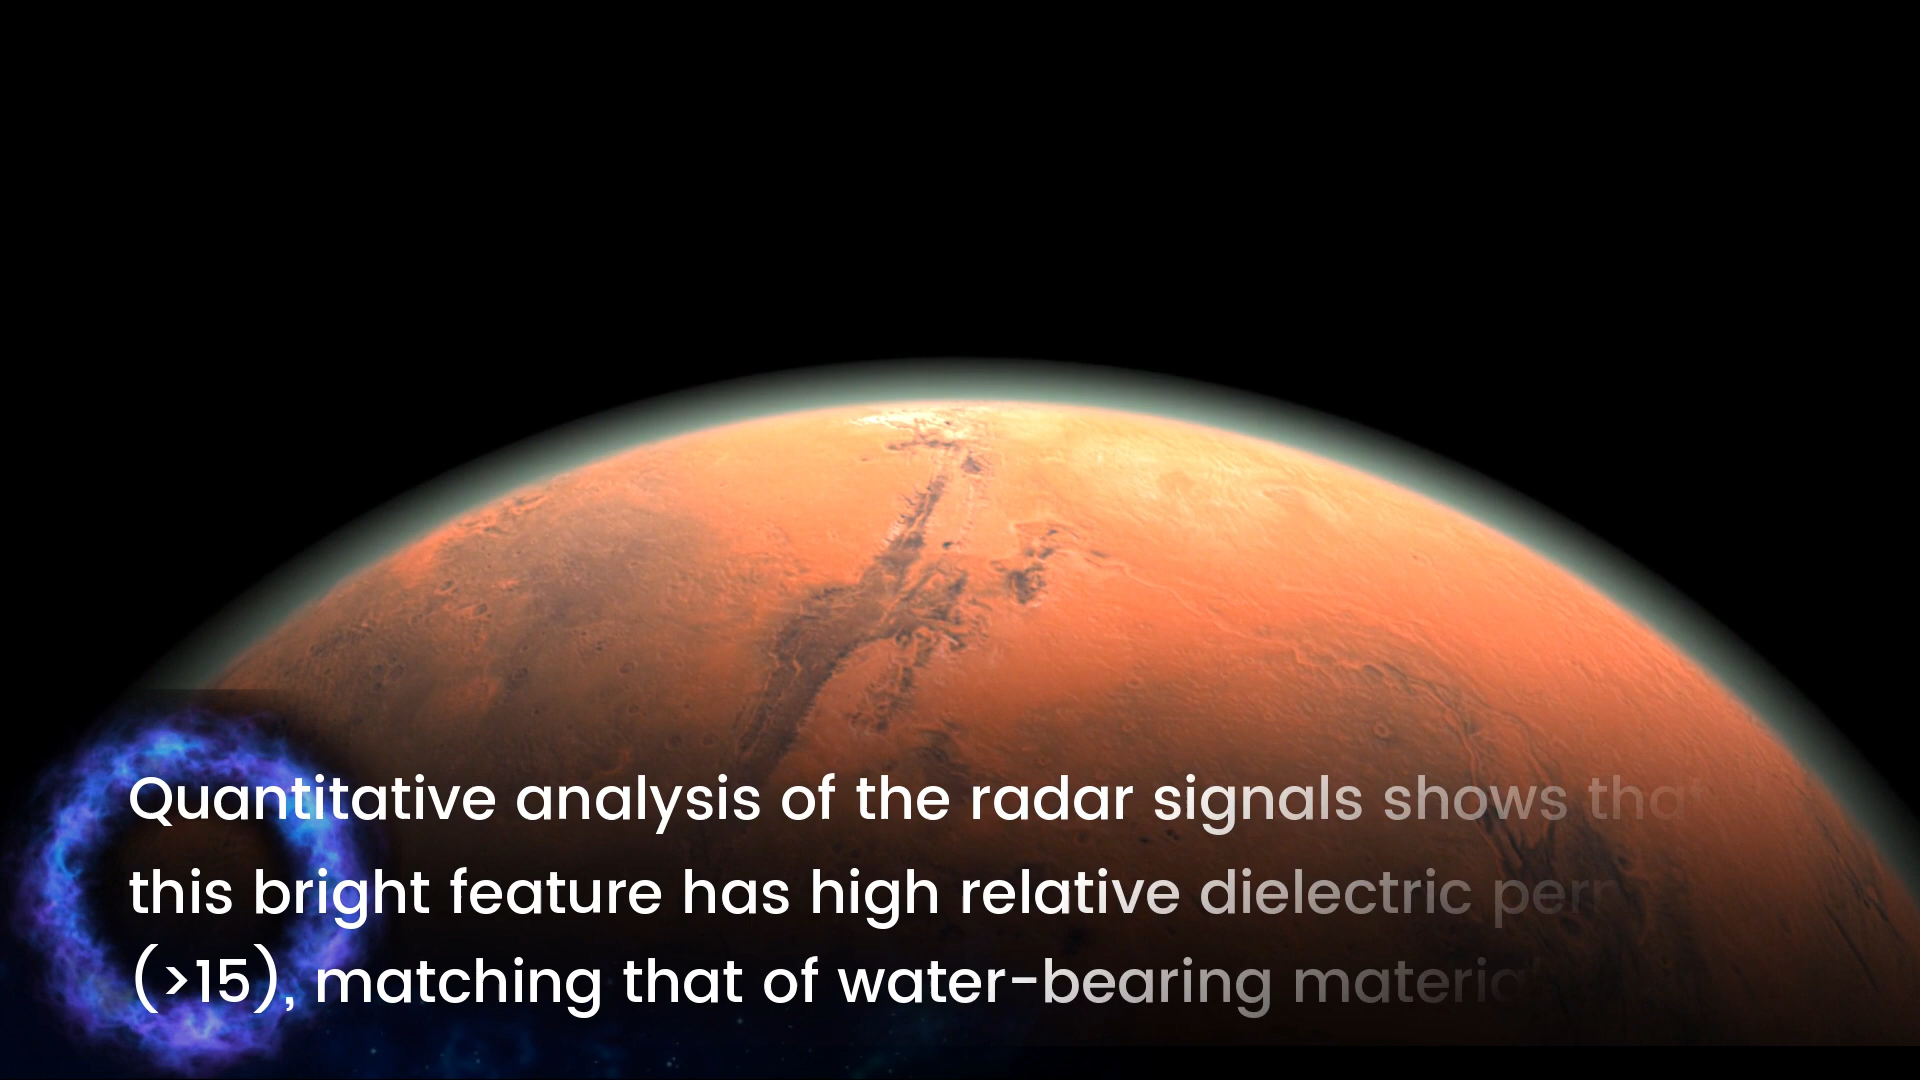 Quantitative analysis of the radar signals shows that
this bright feature has high relative dielectric
(>15), matching that of water-bearing